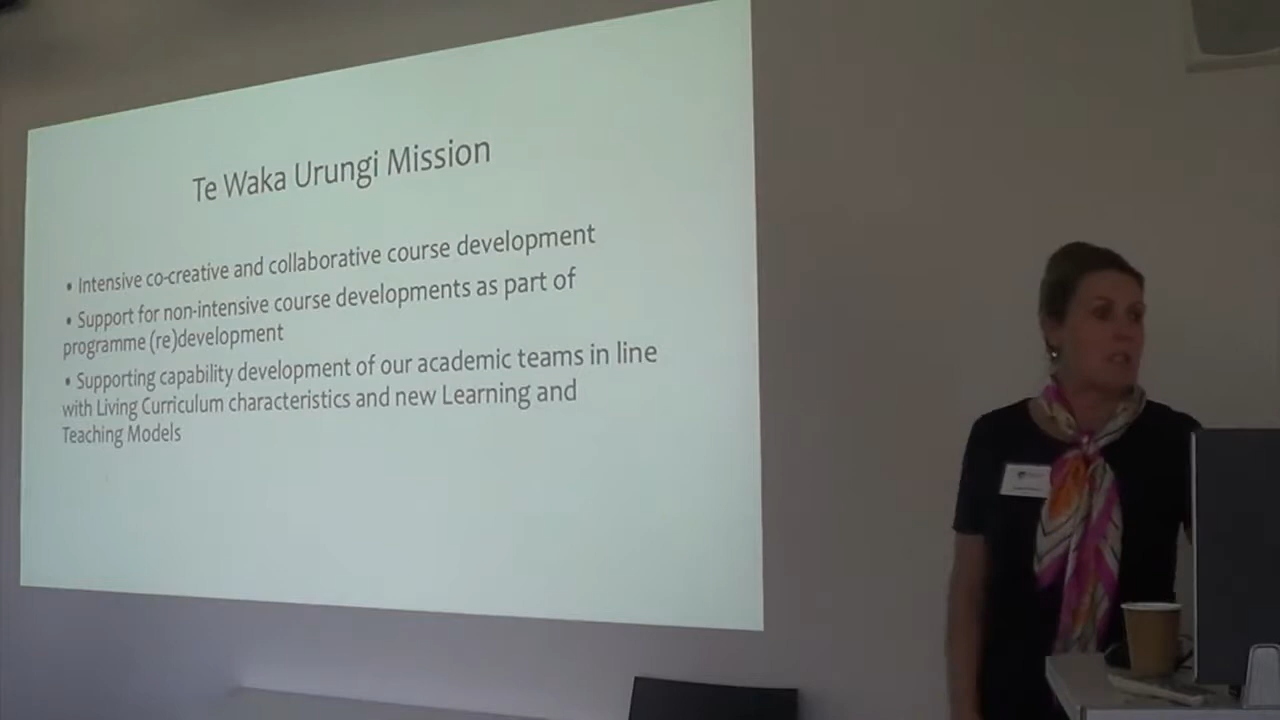 Te Waka Urungi Mission
• Intensive co-creative and collaborative course development
• Support for non-intensive course developments as part of
programme (re)development
• Supporting capability development of our academic teams in line
with Living Curriculum characteristics and new Learning and
Teaching Models